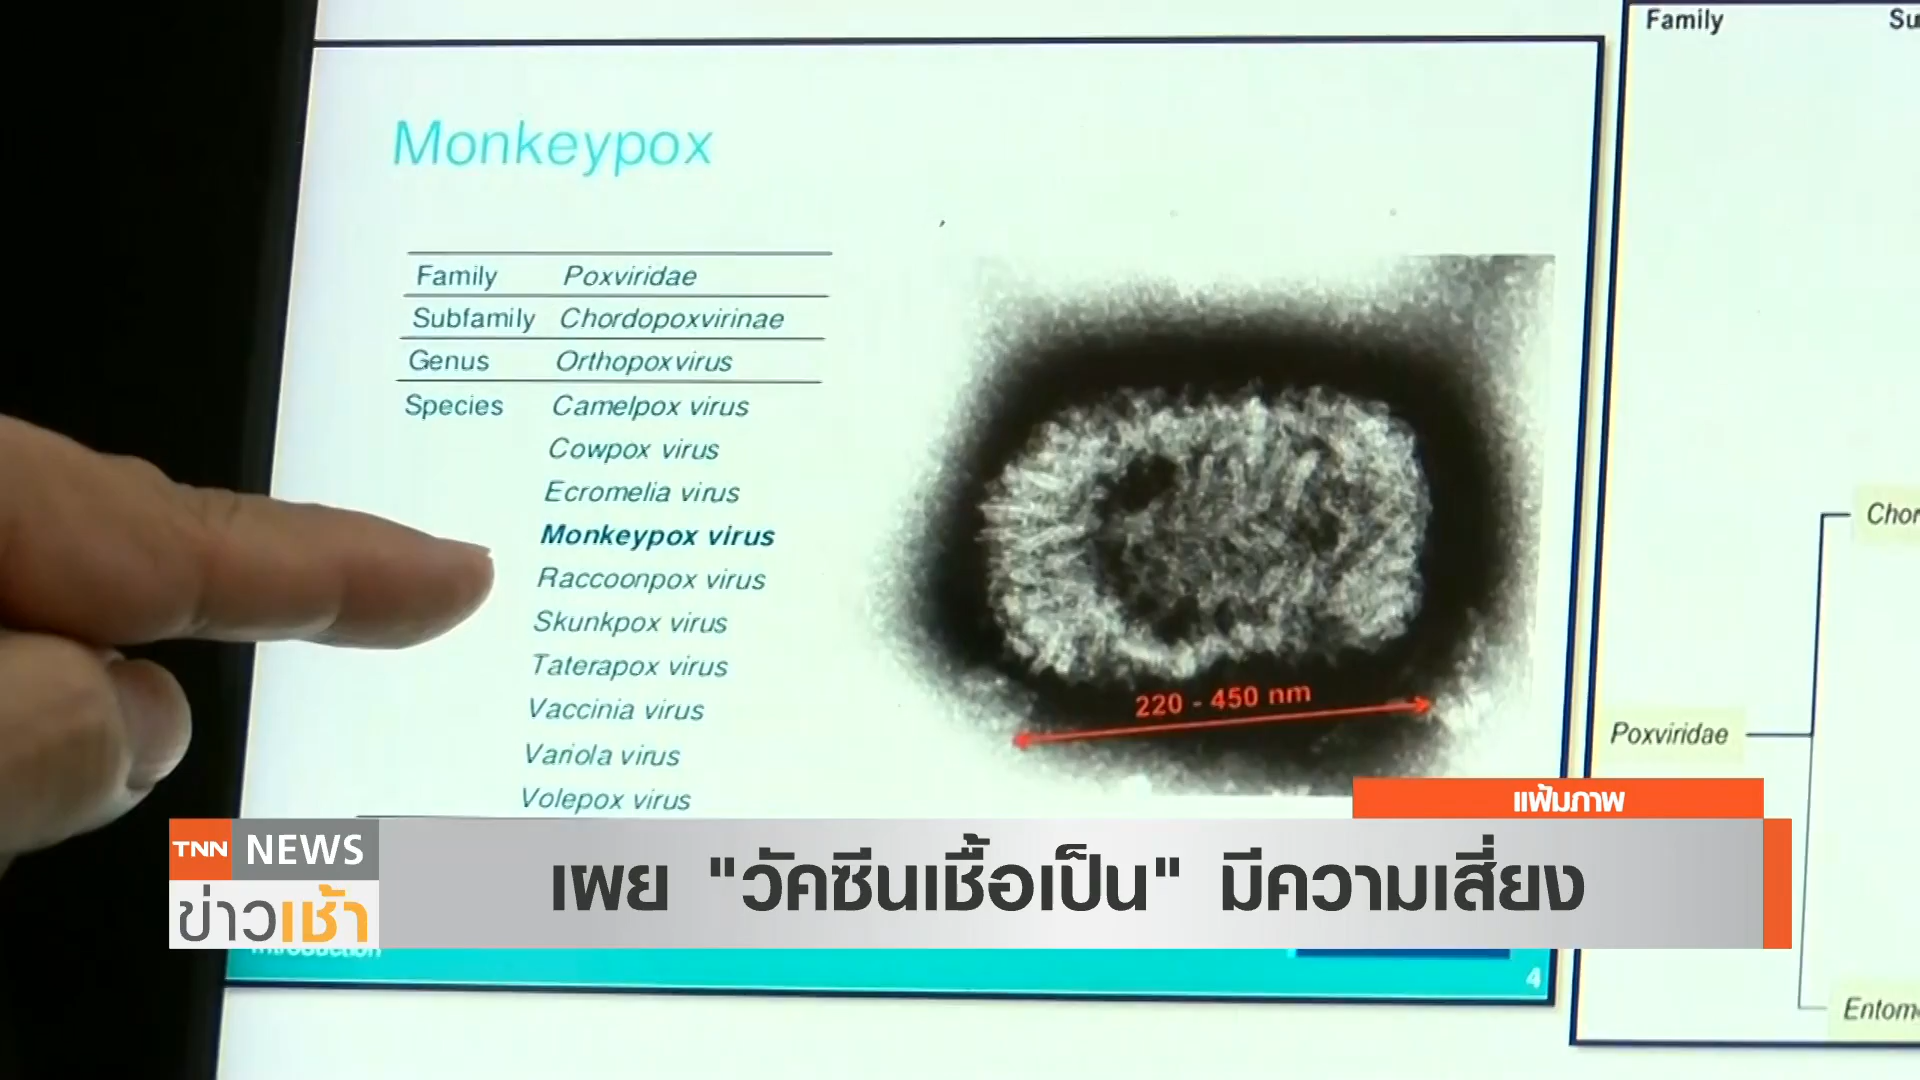 Family
Monkeypox
Family Poxviridae
Subfamily Chordopoxvirinae
Genus Orthopoxvirus
Species Camelpox virus
Cowpox virus
Ecromelia virus
Monkeypox virus
Raccoonpox virus
Skunkpox virus
Taterapox virus
Vaccinia virus
Variola virus
Volepox virus
220 - 450 nm
Poxviridae
แฟ้มภาพ
TNN NEWS
ข่าวเช้า
เผย "วัคซีนเชื้อเป็น" มีความเสี่ยง
4